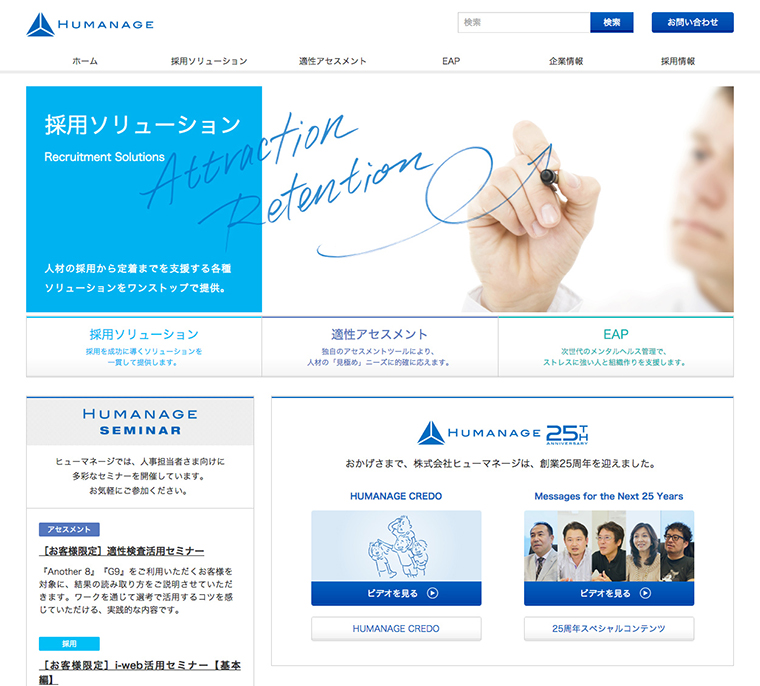 HUMANAGE
検索
検索
お問い合わせ
ホーム
採用ソリューション
適性アセスメント
EAP
企業情報
採用情報
採用ソリューション
Recruitment Solutions
Attraction
Retention
人材の採用から定着までを支援する各種
ソリューションをワンストップで提供。
採用ソリューション
採用を成功に導くソリューションを
一貫して提供します。
適性アセスメント
独自のアセスメントツールにより、
人材の「見極め」ニーズに的確に応えます。
EAP
次世代のメンタルヘルス管理で、
ストレスに強い人と組織作りを支援します。
HUMANAGE
SEMINAR
ヒューマネージでは、人事担当者さま向けに
多彩なセミナーを開催しています。
お気軽にご参加ください。
アセスメント
［お客様限定］適性検査活用セミナー
『Another 8』『G9』をご利用いただくお客様を
対象に、結果の読み取り方をご説明させていただ
きます。ワークを通じて選考で活用するコツを感
じていただける、実践的な内容です。
採用
［お客様限定］i-web活用セミナー【基本
編】
HUMANAGE 25TH
ANNIVERSARY
おかげさまで、株式会社ヒューマネージは、創業25周年を迎えました。
HUMANAGE CREDO
ビデオを見る
HUMANAGE CREDO
Messages for the Next 25 Years
ビデオを見る
25周年スペシャルコンテンツ